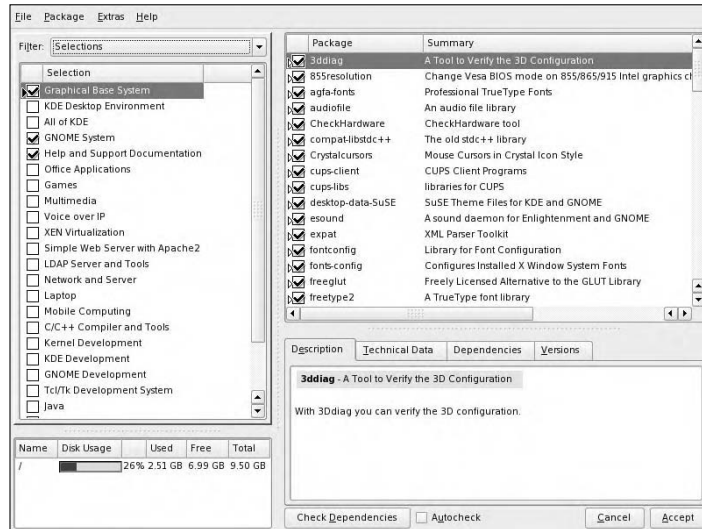 File Package Extras Help
Filter: Selections
Selection
Graphical Base System
KDE Desktop Environment
All of KDE
GNOME System
Help and Support Documentation
Office Applications
Games
Multimedia
Voice over IP
XEN Virtualization
Simple Web Server with Apache2
LDAP Server and Tools
Network and Server
Laptop
Mobile Computing
C/C++ Compiler and Tools
Kernel Development
KDE Development
GNOME Development
Tcl/Tk Development System
Java
Name Disk Usage Used Free Total
/ 26% 2.51 GB 6.99 GB 9.50 GB
Package Summary
3ddiag A Tool to Verify the 3D Configuration
855resolution Change Vesa BIOS mode on 855/865/915 Intel graphics
agfa-fonts Professional TrueType Fonts
audiofile An audio file library
CheckHardware CheckHardware tool
compat-libstdc++ The old stdc++ library
Crystalcursors Mouse Cursors in Crystal Icon Style
cups-client CUPS Client Programs
cups-libs libraries for CUPS
desktop-data-SuSE SuSE Theme Files for KDE and GNOME
esound A sound daemon for Enlightenment and GNOME
expat XML Parser Toolkit
fontconfig Library for Font Configuration
fonts-config Configures Installed X Window System Fonts
freeglut Freely Licensed Alternative to the GLUT Library
freetype2 A TrueType font library
Description Technical Data Dependencies Versions
3ddiag - A Tool to Verify the 3D Configuration
With 3Ddiag you can verify the 3D configuration.
Check Dependencies Autocheck Cancel Accept